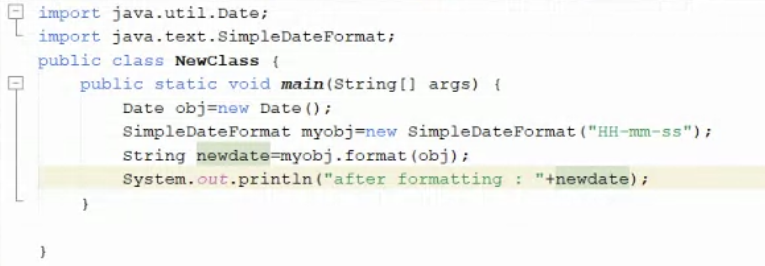 import java.util.Date;
import java.text.SimpleDateFormat;
public class NewClass {
public static void main(String[] args) {
Date obj=new Date();
SimpleDateFormat myobj=new SimpleDateFormat("HH-mm-ss");
String newdate=myobj.format(obj);
System.out.println("after formatting : "+newdate);
}
}